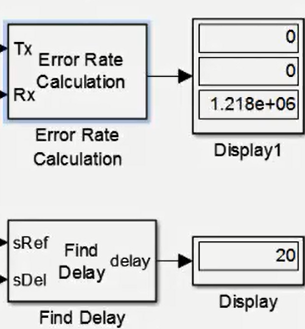 Tx
Error Rate
Calculation
Rx
Error Rate
Calculation
0
0
1.218e+06
Display1
sRef
Find
Delay
delay
sDel
Find Delay
20
Display